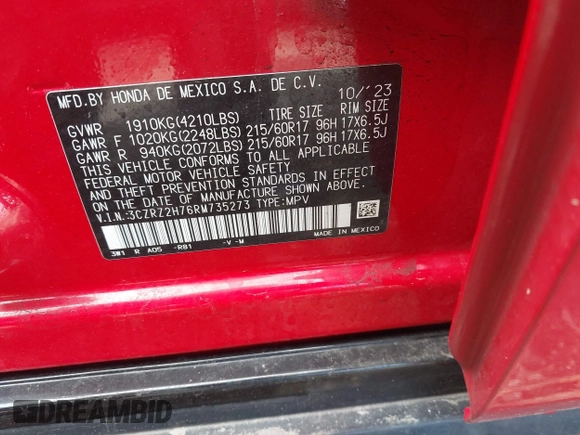 MFD.BY HONDA DE MEXICO S.A. DE C.V. 10/'23
GVWR 1910KG(4210LBS) TIRE SIZE RIM SIZE
GAWR F 1020KG(2248LBS) 215/60R17 96H 17X6.5J
GAWR R 940KG(2072LBS) 215/60R17 96H 17X6.5J
THIS VEHICLE CONFORMS TO ALL APPLICABLE
FEDERAL MOTOR VEHICLE SAFETY AND
THEFT PREVENTION STANDARDS IN EFFECT
ON THE DATE OF MANUFACTURE SHOWN ABOVE.
V.I.N.:3CZRZ2H76RM735273 TYPE:MPV
3W1 R A05 -RB1 -V -M MADE IN MEXICO
DREAMBID